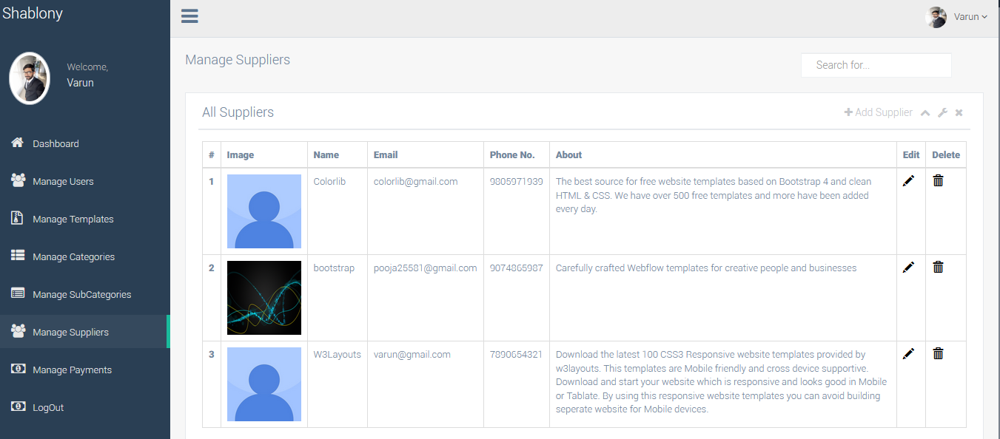 Shablony
Varun
Welcome,
Varun
Manage Suppliers
Search for...
Dashboard
Manage Users
Manage Templates
Manage Categories
Manage SubCategories
Manage Suppliers
Manage Payments
LogOut
All Suppliers
Add Supplier
# Image Name Email Phone No. About Edit Delete
1 Colorlib colorlib@gmail.com 9805971939 The best source for free website templates based on Bootstrap 4 and clean
HTML & CSS. We have over 500 free templates and more have been added
every day.
2 bootstrap pooja25581@gmail.com 9074865987 Carefully crafted Webflow templates for creative people and businesses
3 W3Layouts varun@gmail.com 7890654321 Download the latest 100 CSS3 Responsive website templates provided by
w3layouts. This templates are Mobile friendly and cross device supportive.
Download and start your website which is responsive and looks good in Mobile
or Tablate. By using this responsive website templates you can avoid building
seperate website for Mobile devices.